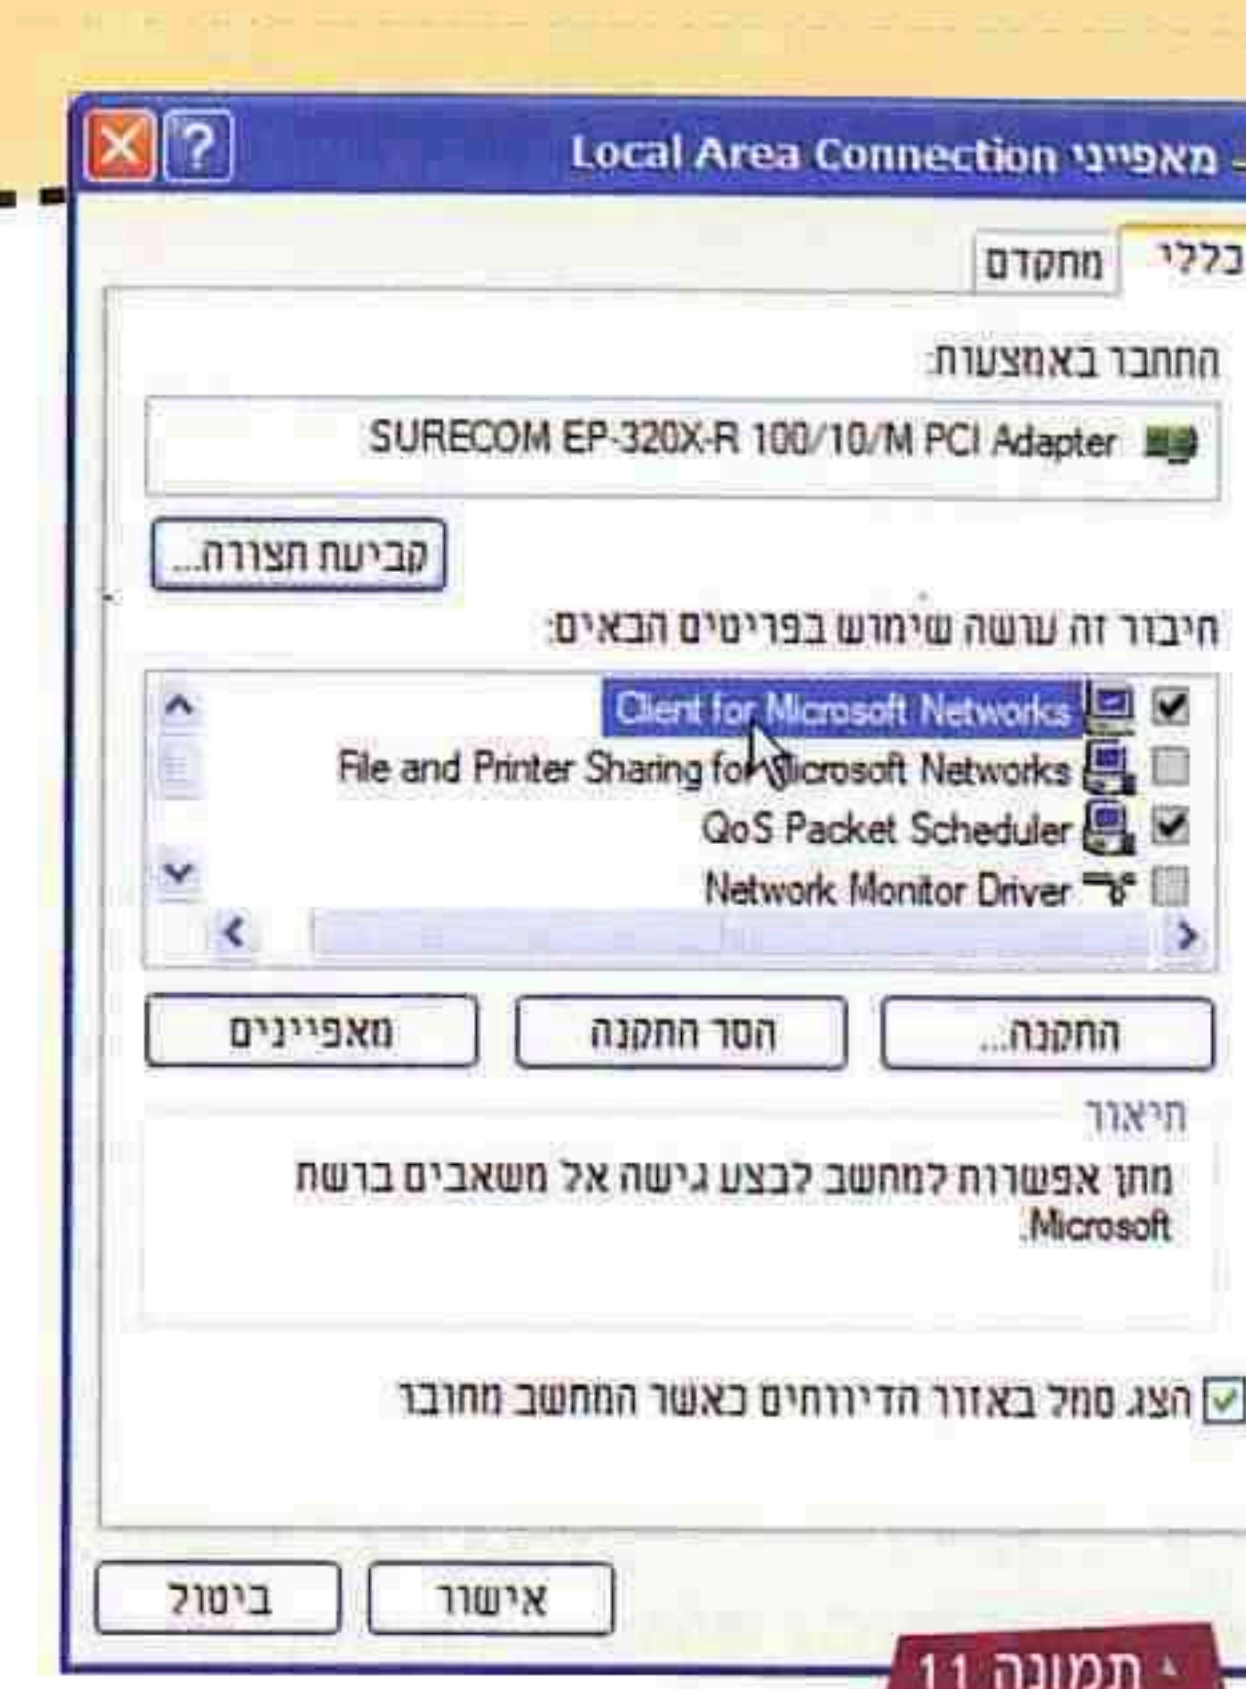 מאפייני Local Area Connection
כללי
מתקדם
התחבר באמצעות:
SURECOM EP-320X-R 100/10/M PCI Adapter
קביעת תצורה...
חיבור זה עושה שימוש בפריטים הבאים:
Client for Microsoft Networks
File and Printer Sharing for Microsoft Networks
QoS Packet Scheduler
Network Monitor Driver
התקנה...
הסר התקנה
מאפיינים
תיאור
מתן אפשרות למחשב לבצע גישה אל משאבים ברשת
Microsoft.
הצג סמל באזור הדיווחים כאשר המחשב מחובר
אישור
ביטול
תמונה 11